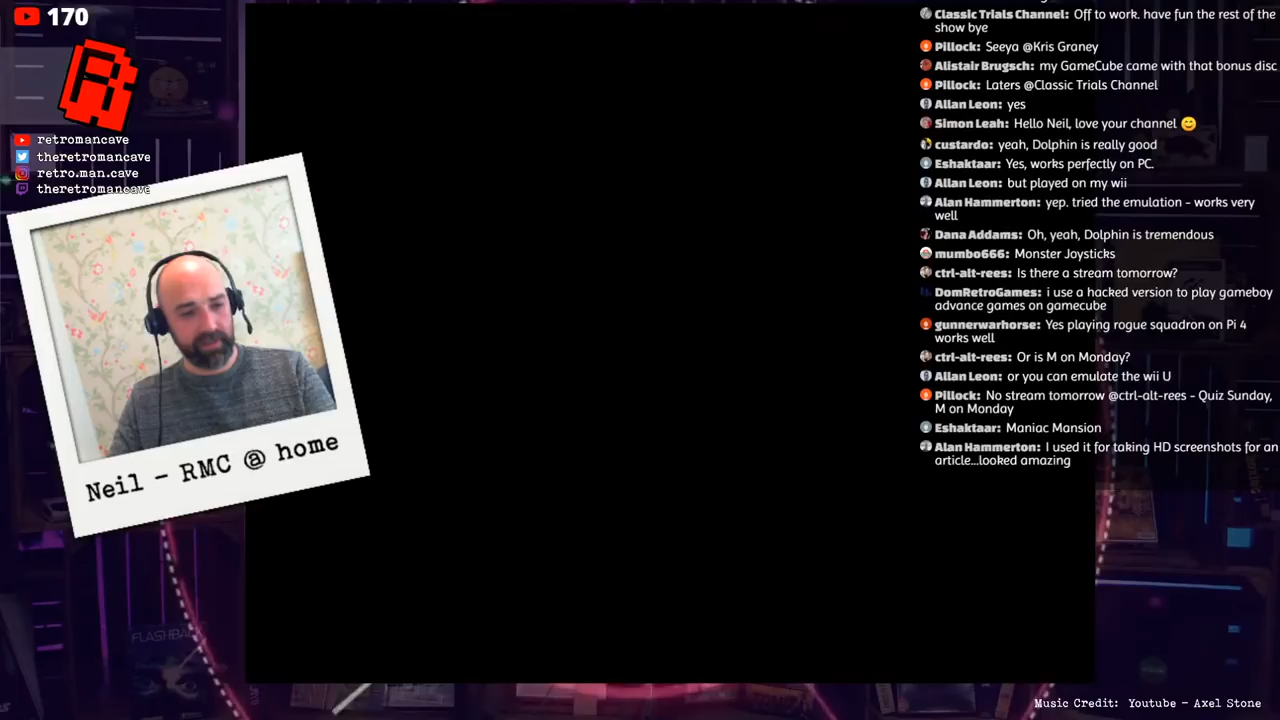 170
R
retromancave
theretromancave
retro.man.cave
theretromancave
Neil - RMC @ home
Classic Trials Channel: Off to work. have fun the rest of the
show bye
Pillock: Seeya @Kris Graney
Alistair Brugsch: my GameCube came with that bonus disc
Pillock: Laters @Classic Trials Channel
Allan Leon: yes
Simon Leah: Hello Neil, love your channel 😊
custardo: yeah, Dolphin is really good
Eshaktaar: Yes, works perfectly on PC.
Allan Leon: but played on my wii
Alan Hammerton: yep. tried the emulation - works very
well
Dana Addams: Oh, yeah, Dolphin is tremendous
mumbo666: Monster Joysticks
ctrl-alt-rees: Is there a stream tomorrow?
DomRetroGames: i use a hacked version to play gameboy
advance games on gamecube
gunnerwarhorse: Yes playing rogue squadron on Pi 4
works well
ctrl-alt-rees: Or is M on Monday?
Allan Leon: or you can emulate the wii U
Pillock: No stream tomorrow @ctrl-alt-rees - Quiz Sunday,
M on Monday
Eshaktaar: Maniac Mansion
Alan Hammerton: I used it for taking HD screenshots for an
article...looked amazing
FLASHBACK
Music Credit: Youtube - Axel Stone